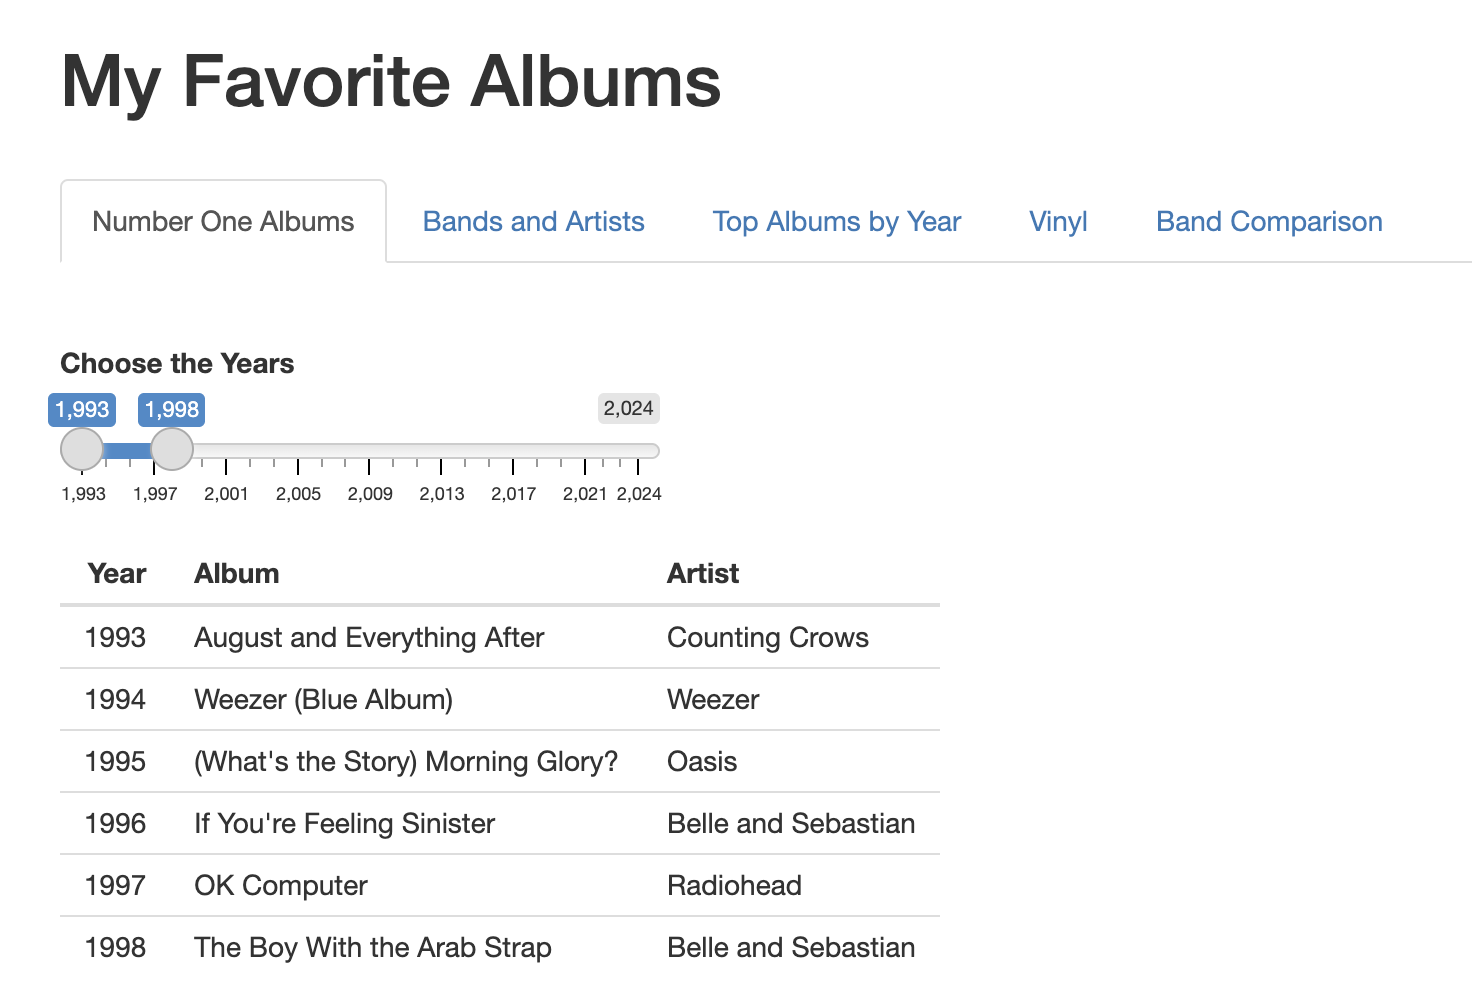 My Favorite Albums
Number One Albums Bands and Artists Top Albums by Year Vinyl Band Comparison
Choose the Years
1,993 1,998 2,024
1,993 1,997 2,001 2,005 2,009 2,013 2,017 2,021 2,024
Year Album Artist
1993 August and Everything After Counting Crows
1994 Weezer (Blue Album) Weezer
1995 (What's the Story) Morning Glory? Oasis
1996 If You're Feeling Sinister Belle and Sebastian
1997 OK Computer Radiohead
1998 The Boy With the Arab Strap Belle and Sebastian